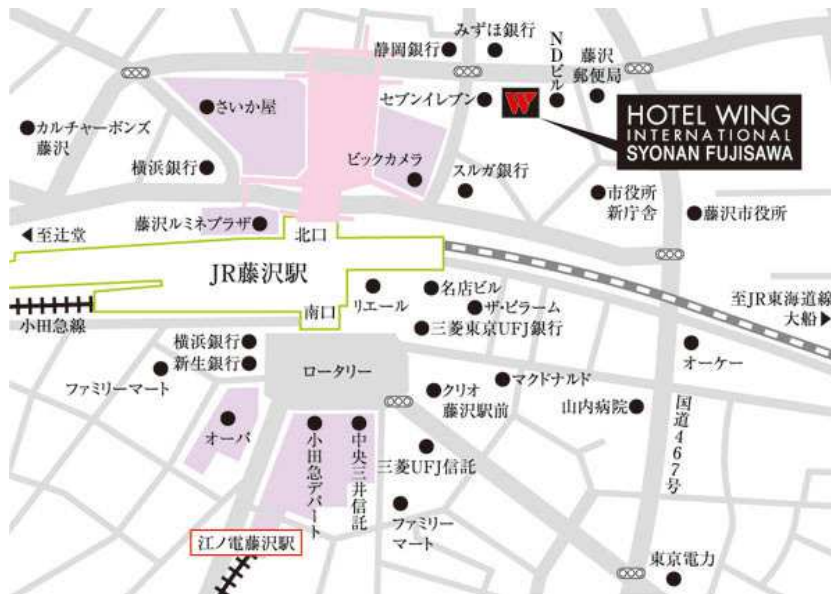 みずほ銀行
静岡銀行
NDビル
藤沢
郵便局
セブンイレブン
W
HOTEL WING
INTERNATIONAL
SYONAN FUJISAWA
さいか屋
カルチャーボンズ
藤沢
横浜銀行
ビックカメラ
スルガ銀行
市役所
新庁舎
藤沢市役所
藤沢ルミネプラザ
◀至辻堂
北口
JR藤沢駅
南口
リエール
名店ビル
ザ・ビラーム
三菱東京UFJ銀行
至JR東海道線
大船▶
小田急線
横浜銀行
新生銀行
ファミリーマート
ロータリー
オーケー
マクドナルド
クリオ
藤沢駅前
山内病院
国道467号
オーパ
小田急デパート
中央三井信託
三菱UFJ信託
ファミリー
マート
江ノ電藤沢駅
東京電力